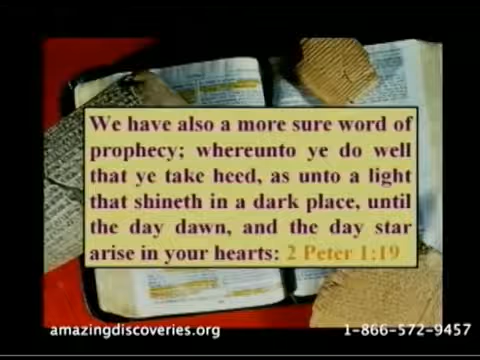 We have also a more sure word of
prophecy; whereunto ye do well
that ye take heed, as unto a light
that shineth in a dark place, until
the day dawn, and the day star
arise in your hearts: 2 Peter 1:19
amazingdiscoveries.org 1-866-572-9457